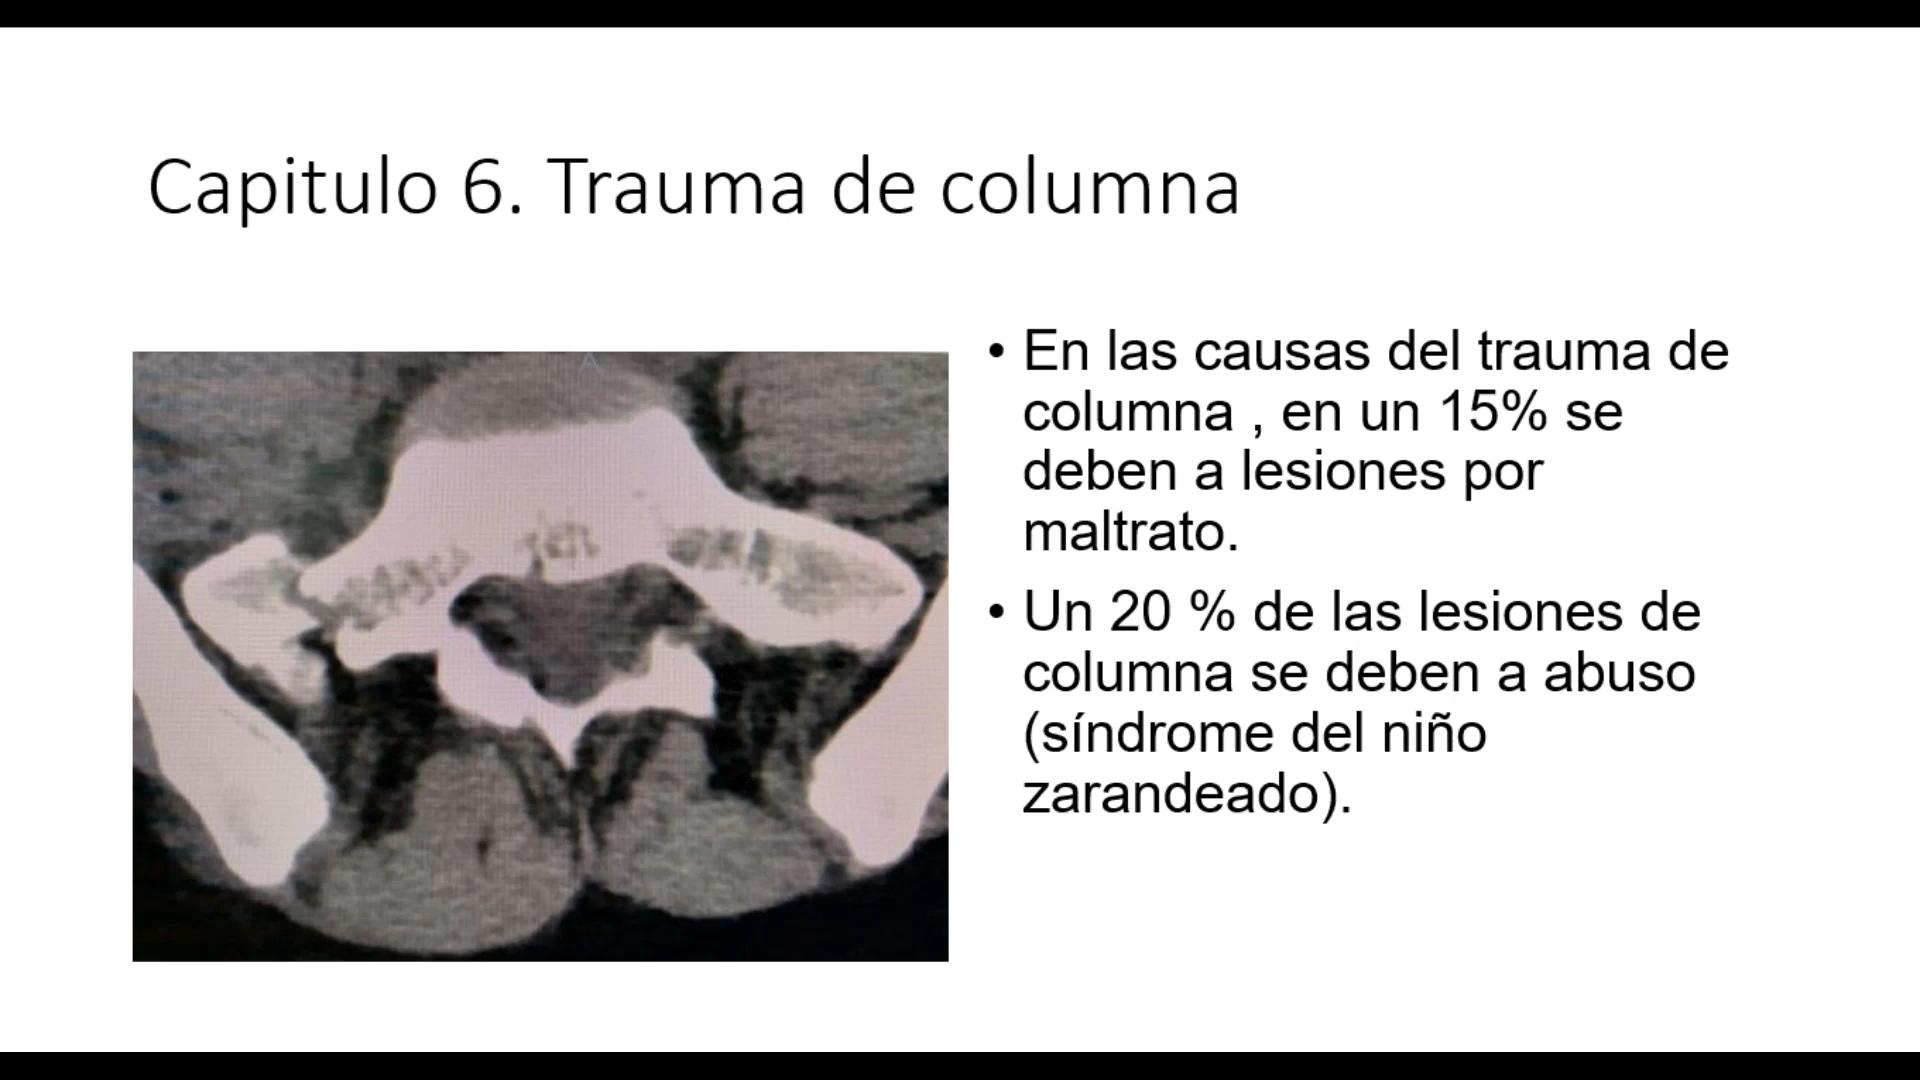 Capitulo 6. Trauma de columna
• En las causas del trauma de
columna , en un 15% se
deben a lesiones por
maltrato.
• Un 20 % de las lesiones de
columna se deben a abuso
(síndrome del niño
zarandeado).